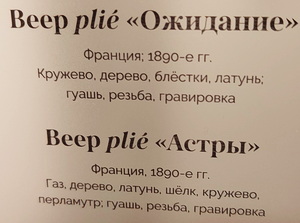 Веер plié «Ожидание»
Франция; 1890-е гг.
Кружево, дерево, блёстки, латунь;
гуашь, резьба, гравировка
Веер plié «Астры»
Франция, 1890-е гг.
Газ, дерево, латунь, шёлк, кружево,
перламутр; гуашь, резьба, гравировка